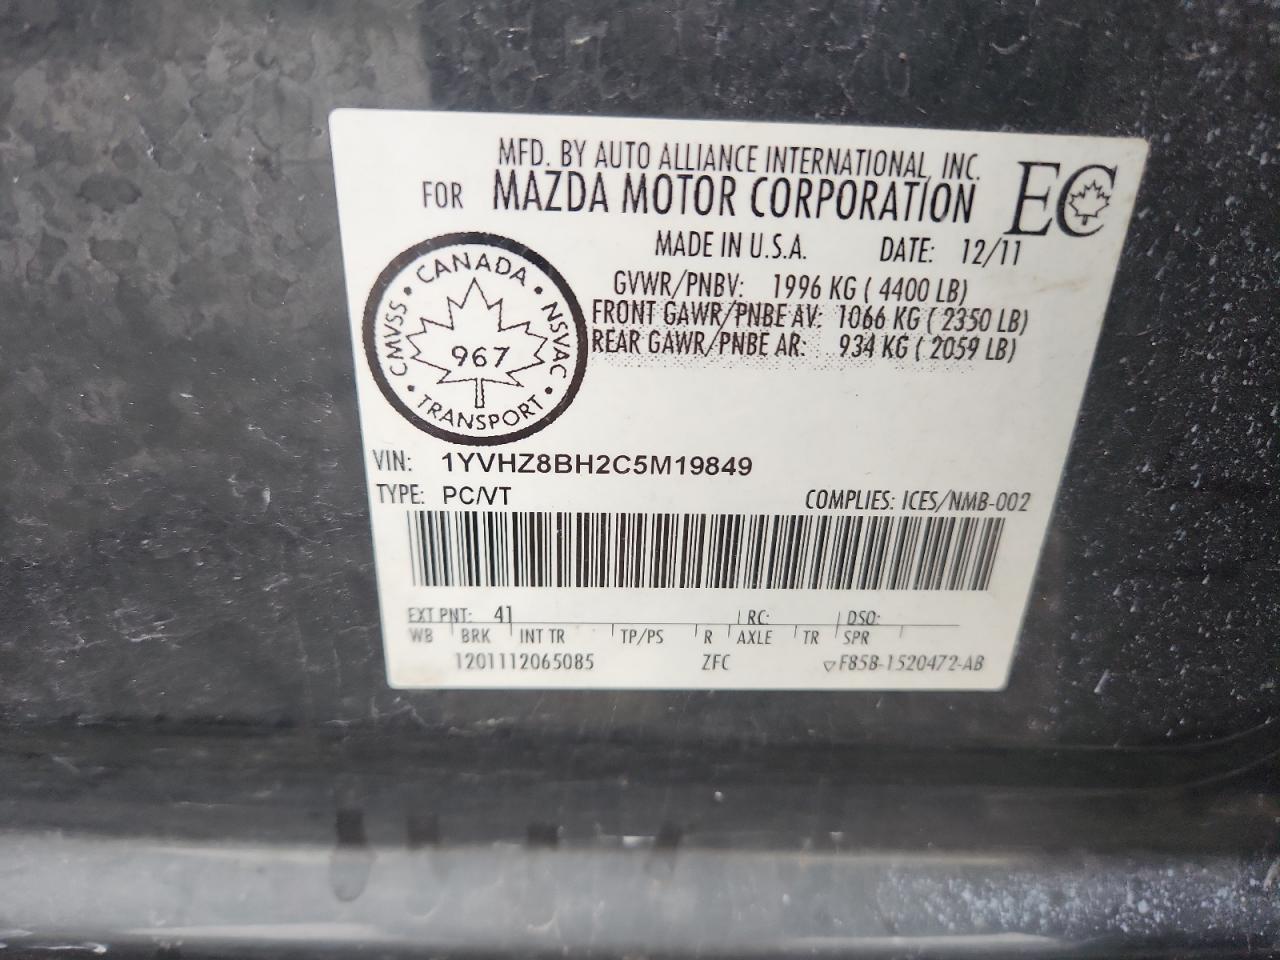 MFD. BY AUTO ALLIANCE INTERNATIONAL, INC.
FOR MAZDA MOTOR CORPORATION
EC
MADE IN U.S.A. DATE: 12/11
GVWR/PNBV: 1996 KG ( 4400 LB)
FRONT GAWR/PNBE AV: 1066 KG ( 2350 LB)
REAR GAWR/PNBE AR: 934 KG ( 2059 LB)
CANADA • NSVAC • TRANSPORT • CMVSS •
967
VIN: 1YVHZ8BH2C5M19849
TYPE: PC/VT COMPLIES: ICES/NMB-002
EXT PNT: 41 RC: DSO:
WB BRK INT TR TP/PS R AXLE TR SPR
1201112065085 ZFC F85B-1520472-AB